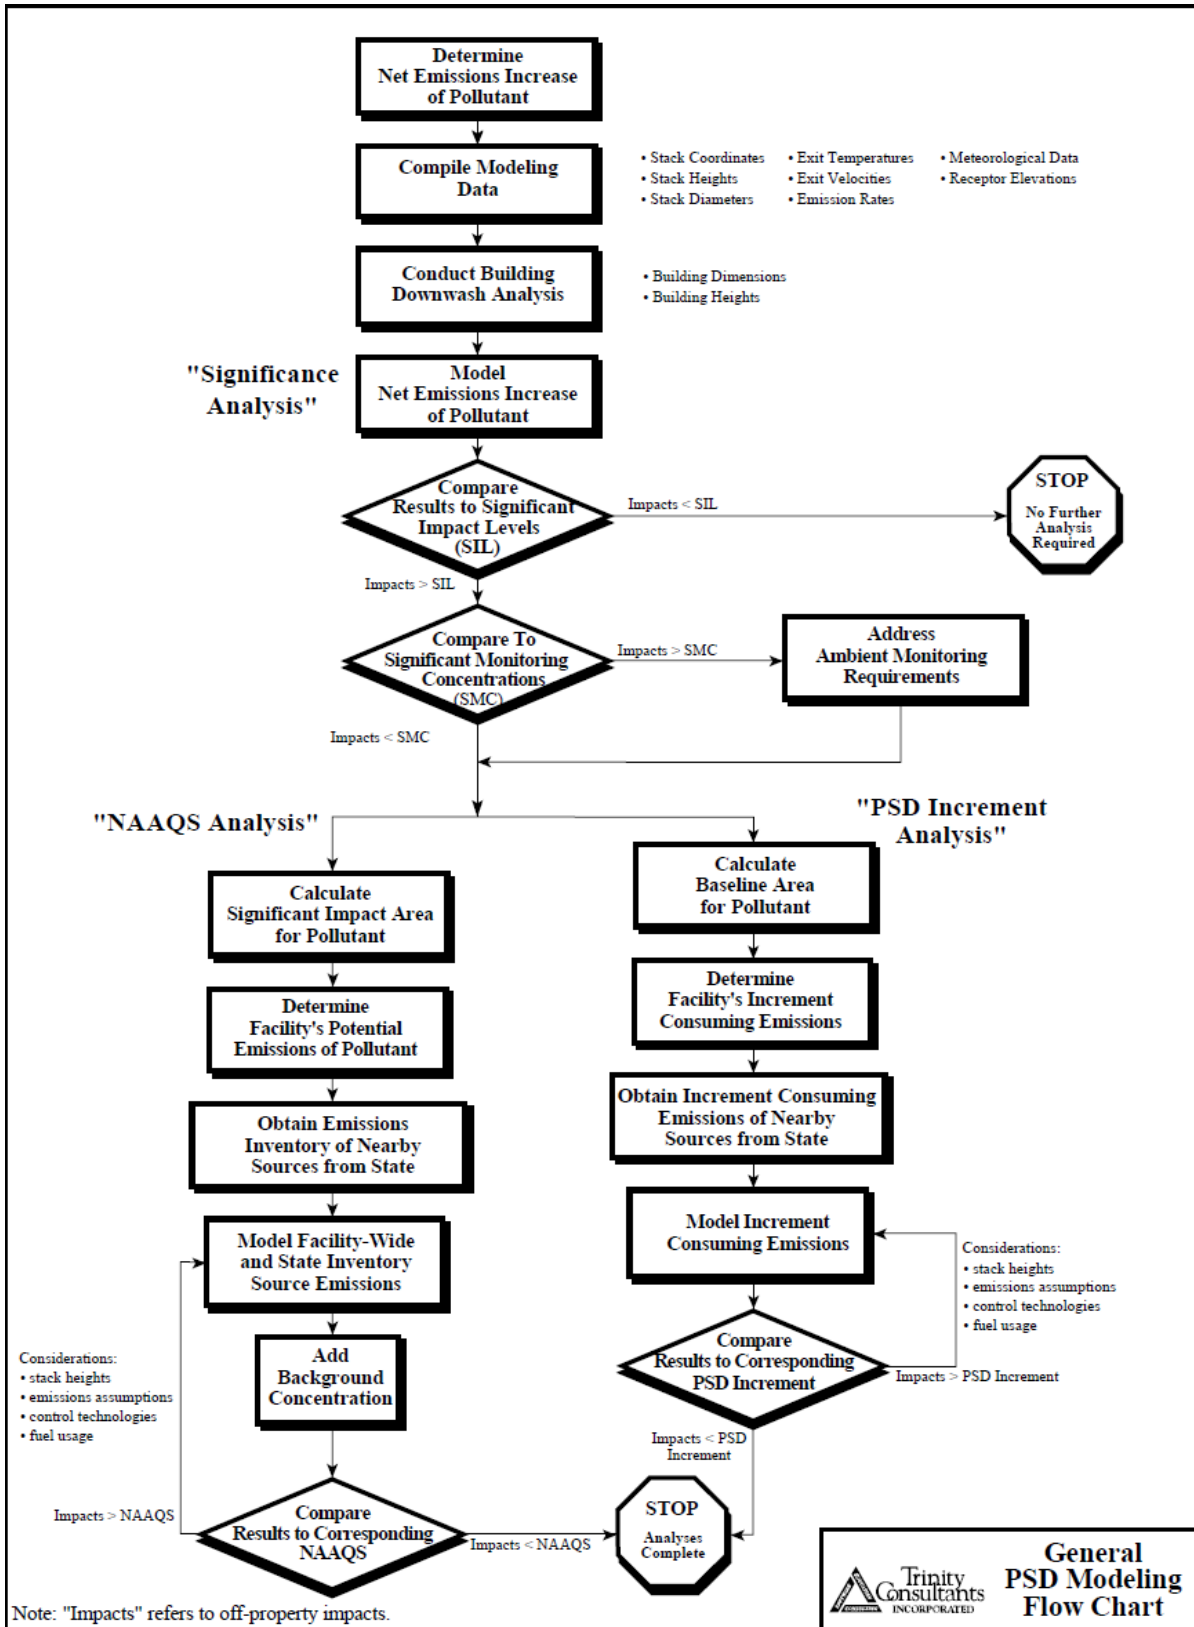 Determine
Net Emissions Increase
of Pollutant
Compile Modeling
Data
• Stack Coordinates
• Stack Heights
• Stack Diameters
• Exit Temperatures
• Exit Velocities
• Emission Rates
• Meteorological Data
• Receptor Elevations
Conduct Building
Downwash Analysis
• Building Dimensions
• Building Heights
"Significance
Analysis"
Model
Net Emissions Increase
of Pollutant
Compare
Results to Significant
Impact Levels
(SIL)
Impacts < SIL
STOP
No Further
Analysis
Required
Impacts > SIL
Compare To
Significant Monitoring
Concentrations
(SMC)
Impacts > SMC
Address
Ambient Monitoring
Requirements
Impacts < SMC
"NAAQS Analysis"
"PSD Increment
Analysis"
Calculate
Significant Impact Area
for Pollutant
Determine
Facility's Potential
Emissions of Pollutant
Obtain Emissions
Inventory of Nearby
Sources from State
Model Facility-Wide
and State Inventory
Source Emissions
Add
Background
Concentration
Considerations:
• stack heights
• emissions assumptions
• control technologies
• fuel usage
Impacts > NAAQS
Compare
Results to Corresponding
NAAQS
Impacts < NAAQS
Calculate
Baseline Area
for Pollutant
Determine
Facility's Increment
Consuming Emissions
Obtain Increment Consuming
Emissions of Nearby
Sources from State
Model Increment
Consuming Emissions
Considerations:
• stack heights
• emissions assumptions
• control technologies
• fuel usage
Compare
Results to Corresponding
PSD Increment
Impacts > PSD Increment
Impacts < PSD
Increment
STOP
Analyses
Complete
Note: "Impacts" refers to off-property impacts.
Trinity
Consultants
INCORPORATED
General
PSD Modeling
Flow Chart